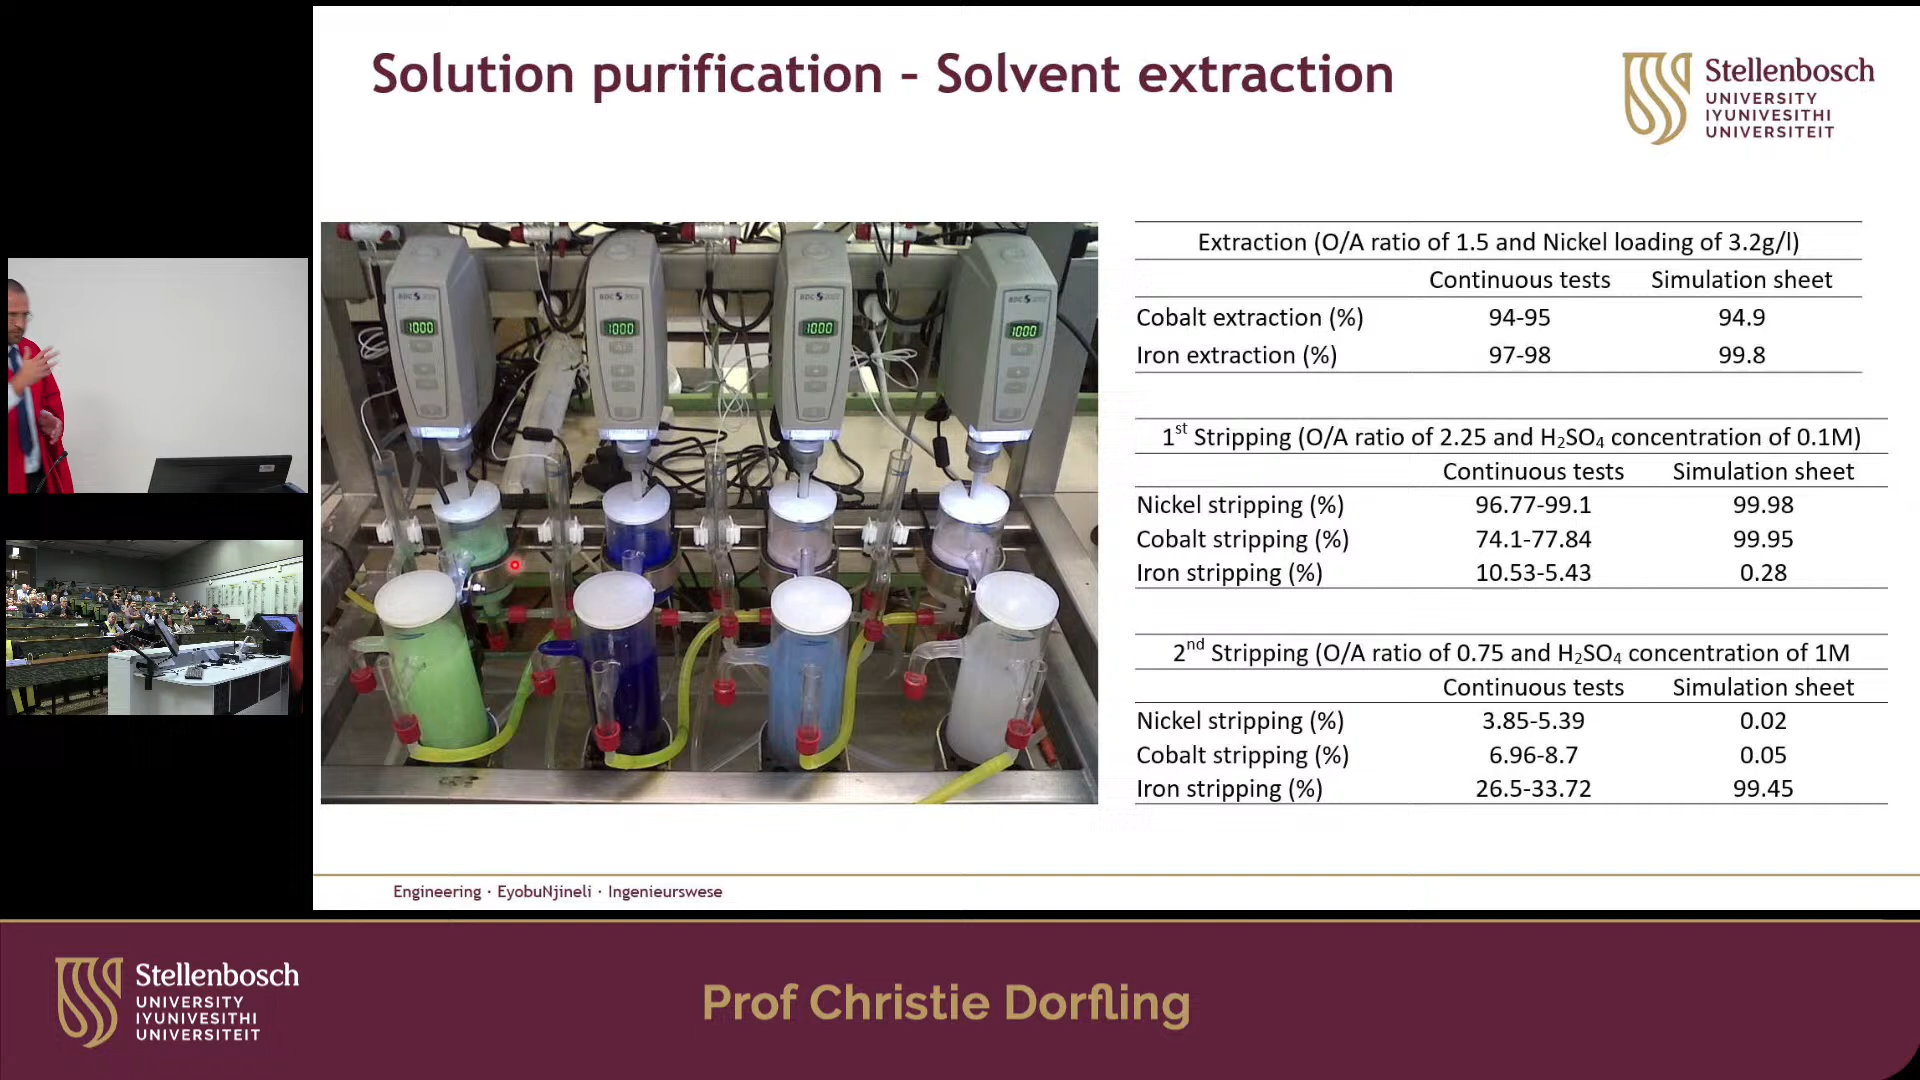 Solution purification – Solvent extraction
Stellenbosch
UNIVERSITY
IYUNIVESITHI
UNIVERSITEIT
1000
1000
1000
1000
Extraction (O/A ratio of 1.5 and Nickel loading of 3.2g/l)
Continuous tests Simulation sheet
Cobalt extraction (%) 94-95 94.9
Iron extraction (%) 97-98 99.8
1st Stripping (O/A ratio of 2.25 and H₂SO₄ concentration of 0.1M)
Continuous tests Simulation sheet
Nickel stripping (%) 96.77-99.1 99.98
Cobalt stripping (%) 74.1-77.84 99.95
Iron stripping (%) 10.53-5.43 0.28
2nd Stripping (O/A ratio of 0.75 and H₂SO₄ concentration of 1M
Continuous tests Simulation sheet
Nickel stripping (%) 3.85-5.39 0.02
Cobalt stripping (%) 6.96-8.7 0.05
Iron stripping (%) 26.5-33.72 99.45
Engineering · EyobuNjineli · Ingenieurswese
Stellenbosch
UNIVERSITY
IYUNIVESITHI
UNIVERSITEIT
Prof Christie Dorfling